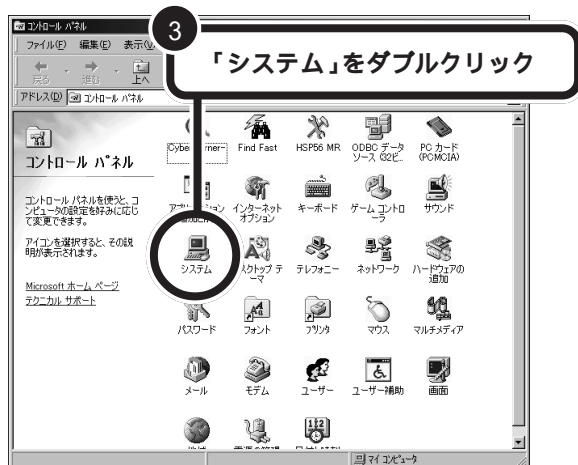 コントロール パネル
3
「システム」をダブルクリック
ファイル(F) 編集(E) 表示(V
戻る 進む 上へ
アドレス(D) コントロール パネル
コントロール パネル
コントロール パネルを使うと、コ
ンピュータの設定を好みに応じ
て変更できます。
アイコンを選択すると、その説
明が表示されます。
Microsoft ホーム ページ
テクニカル サポート
Find Fast HSP56 MR ODBC データ PC カード
ソース (32ビ... (PCMCIA)
インターネット キーボード ゲーム コントロ サウンド
オプション ーラ
システム スクトップ テ テレフォニー ネットワーク ハードウェアの
ーマ 追加
パスワード フォント プリンタ マウス マルチメディア
メール モデム ユーザー ユーザー補助 画面
マイ コンピュータ